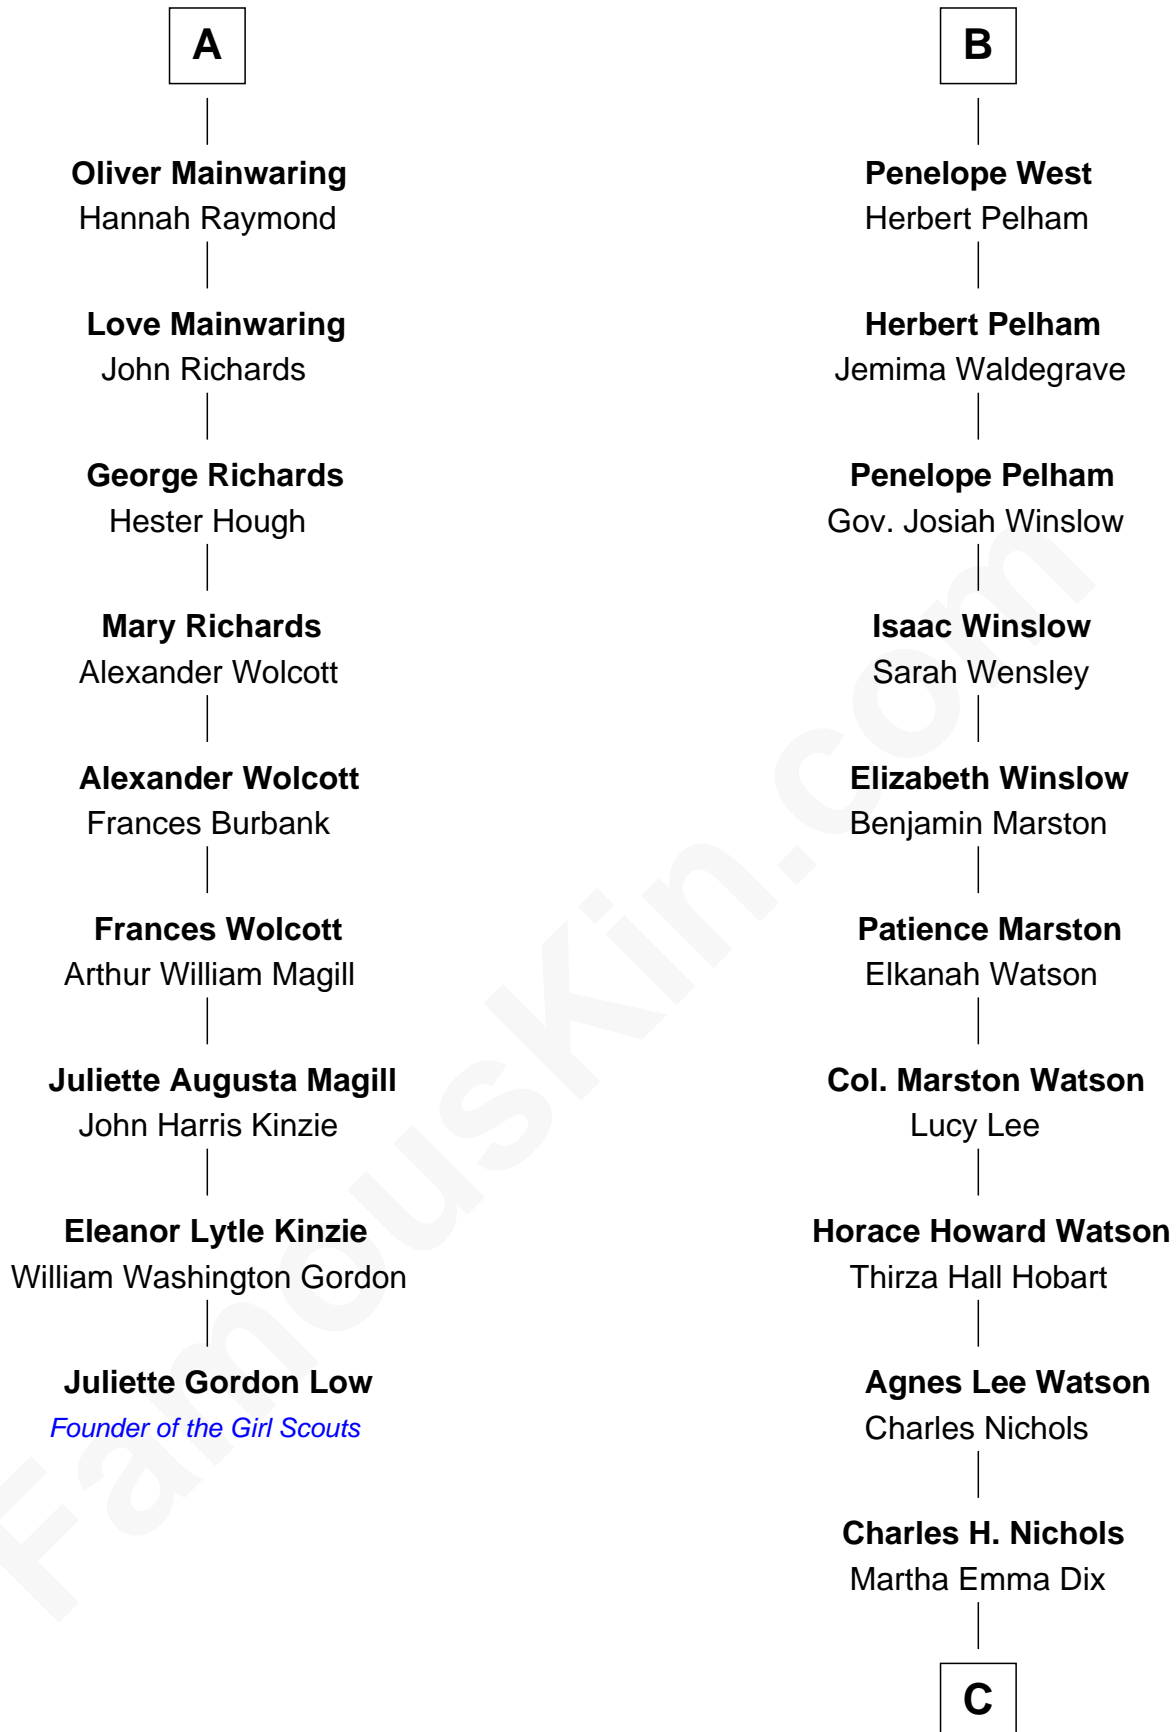 A
Oliver Mainwaring
Hannah Raymond
Love Mainwaring
John Richards
George Richards
Hester Hough
Mary Richards
Alexander Wolcott
Alexander Wolcott
Frances Burbank
Frances Wolcott
Arthur William Magill
Juliette Augusta Magill
John Harris Kinzie
Eleanor Lytle Kinzie
William Washington Gordon
Juliette Gordon Low
Founder of the Girl Scouts
B
Penelope West
Herbert Pelham
Herbert Pelham
Jemima Waldegrave
Penelope Pelham
Gov. Josiah Winslow
Isaac Winslow
Sarah Wensley
Elizabeth Winslow
Benjamin Marston
Patience Marston
Elkanah Watson
Col. Marston Watson
Lucy Lee
Horace Howard Watson
Thirza Hall Hobart
Agnes Lee Watson
Charles Nichols
Charles H. Nichols
Martha Emma Dix
C
FamousKin.com